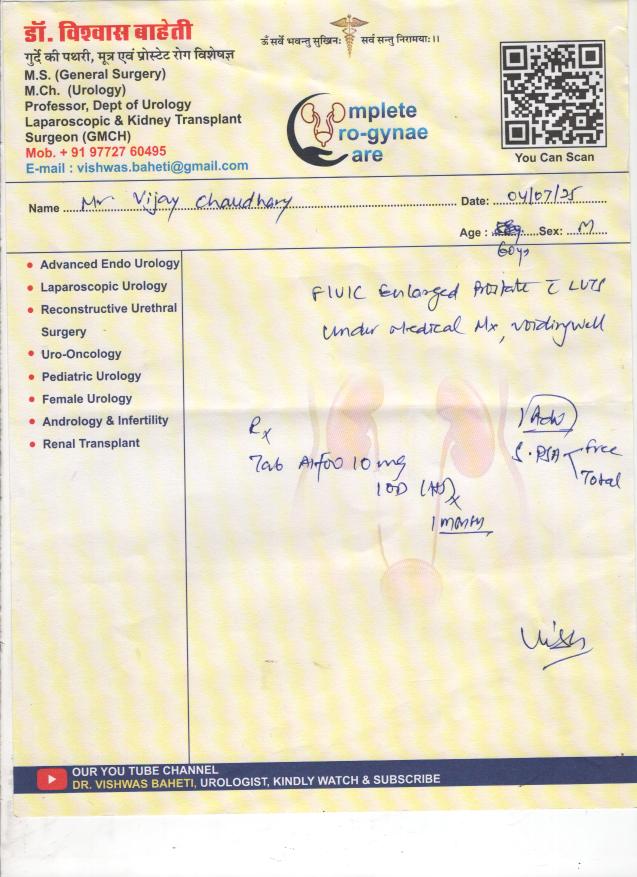 डॉ. विश्वास बाहेती
गुर्दे की पथरी, मूत्र एवं प्रोस्टेट रोग विशेषज्ञ
M.S. (General Surgery)
M.Ch. (Urology)
Professor, Dept of Urology
Laparoscopic & Kidney Transplant
Surgeon (GMCH)
Mob. + 91 97727 60495
E-mail : vishwas.baheti@gmail.com
ॐ सर्वे भवन्तु सुखिनः सर्व सन्तु निरामयाः ।।
omplete
ro-gynae
are
You Can Scan
Name Mr Vijay Chaudhary Date: 04/07/25
Age : Sex: M
60ys
Advanced Endo Urology
Laparoscopic Urology
Reconstructive Urethral
Surgery
Uro-Oncology
Pediatric Urology
Female Urology
Andrology & Infertility
Renal Transplant
Enlarged Prostate c LUTS
Under Medical Mx, voiding well
Rx
Tab Alfoo 10 mg
1 OD (HS)
x
1 month
Adv
S. PSA free
Total
OUR YOU TUBE CHANNEL
DR. VISHWAS BAHETI, UROLOGIST, KINDLY WATCH & SUBSCRIBE